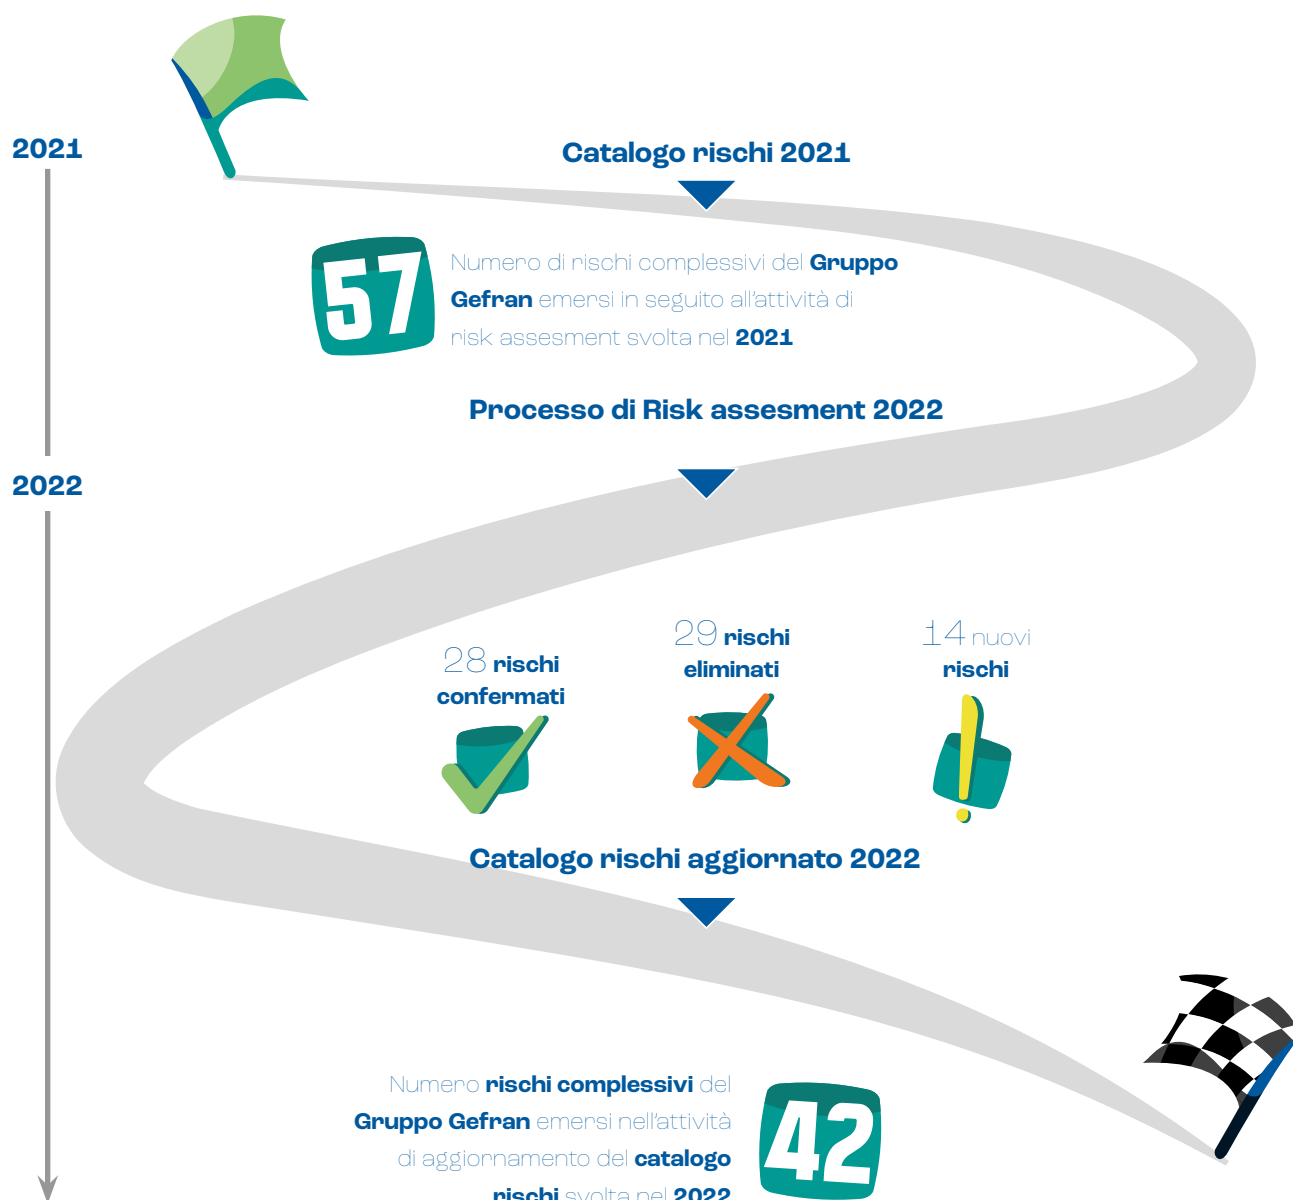 2021
Catalogo rischi 2021
57
Numero di rischi complessivi del Gruppo
Gefran emersi in seguito all'attività di
risk assesment svolta nel 2021
Processo di Risk assesment 2022
2022
28 rischi
confermati
29 rischi
eliminati
14 nuovi
rischi
Catalogo rischi aggiornato 2022
Numero rischi complessivi del
Gruppo Gefran emersi nell'attività
di aggiornamento del catalogo
rischi svolta nel 2022
42